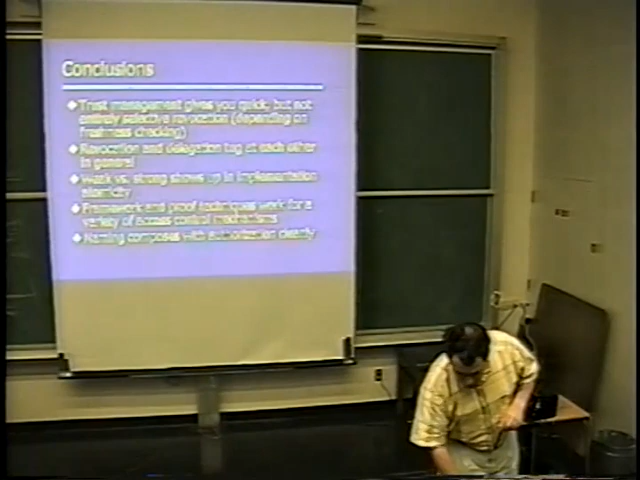 Conclusions
Trust management gives you quick, but not
entirely selective revocation (depending on
freshness checking)
Revocation and delegation tug at each other
in general
Weak vs. strong shows up in implementation
Framework and proof techniques work for a
variety of access control mechanisms
Naming composes with authorization cleanly